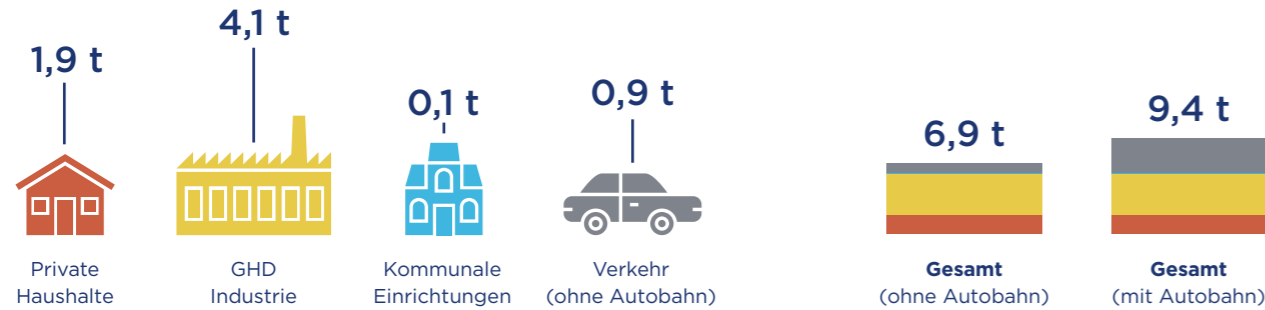 1,9 t
4,1 t
0,1 t
0,9 t
6,9 t
9,4 t
Private
Haushalte
GHD
Industrie
Kommunale
Einrichtungen
Verkehr
(ohne Autobahn)
Gesamt
(ohne Autobahn)
Gesamt
(mit Autobahn)